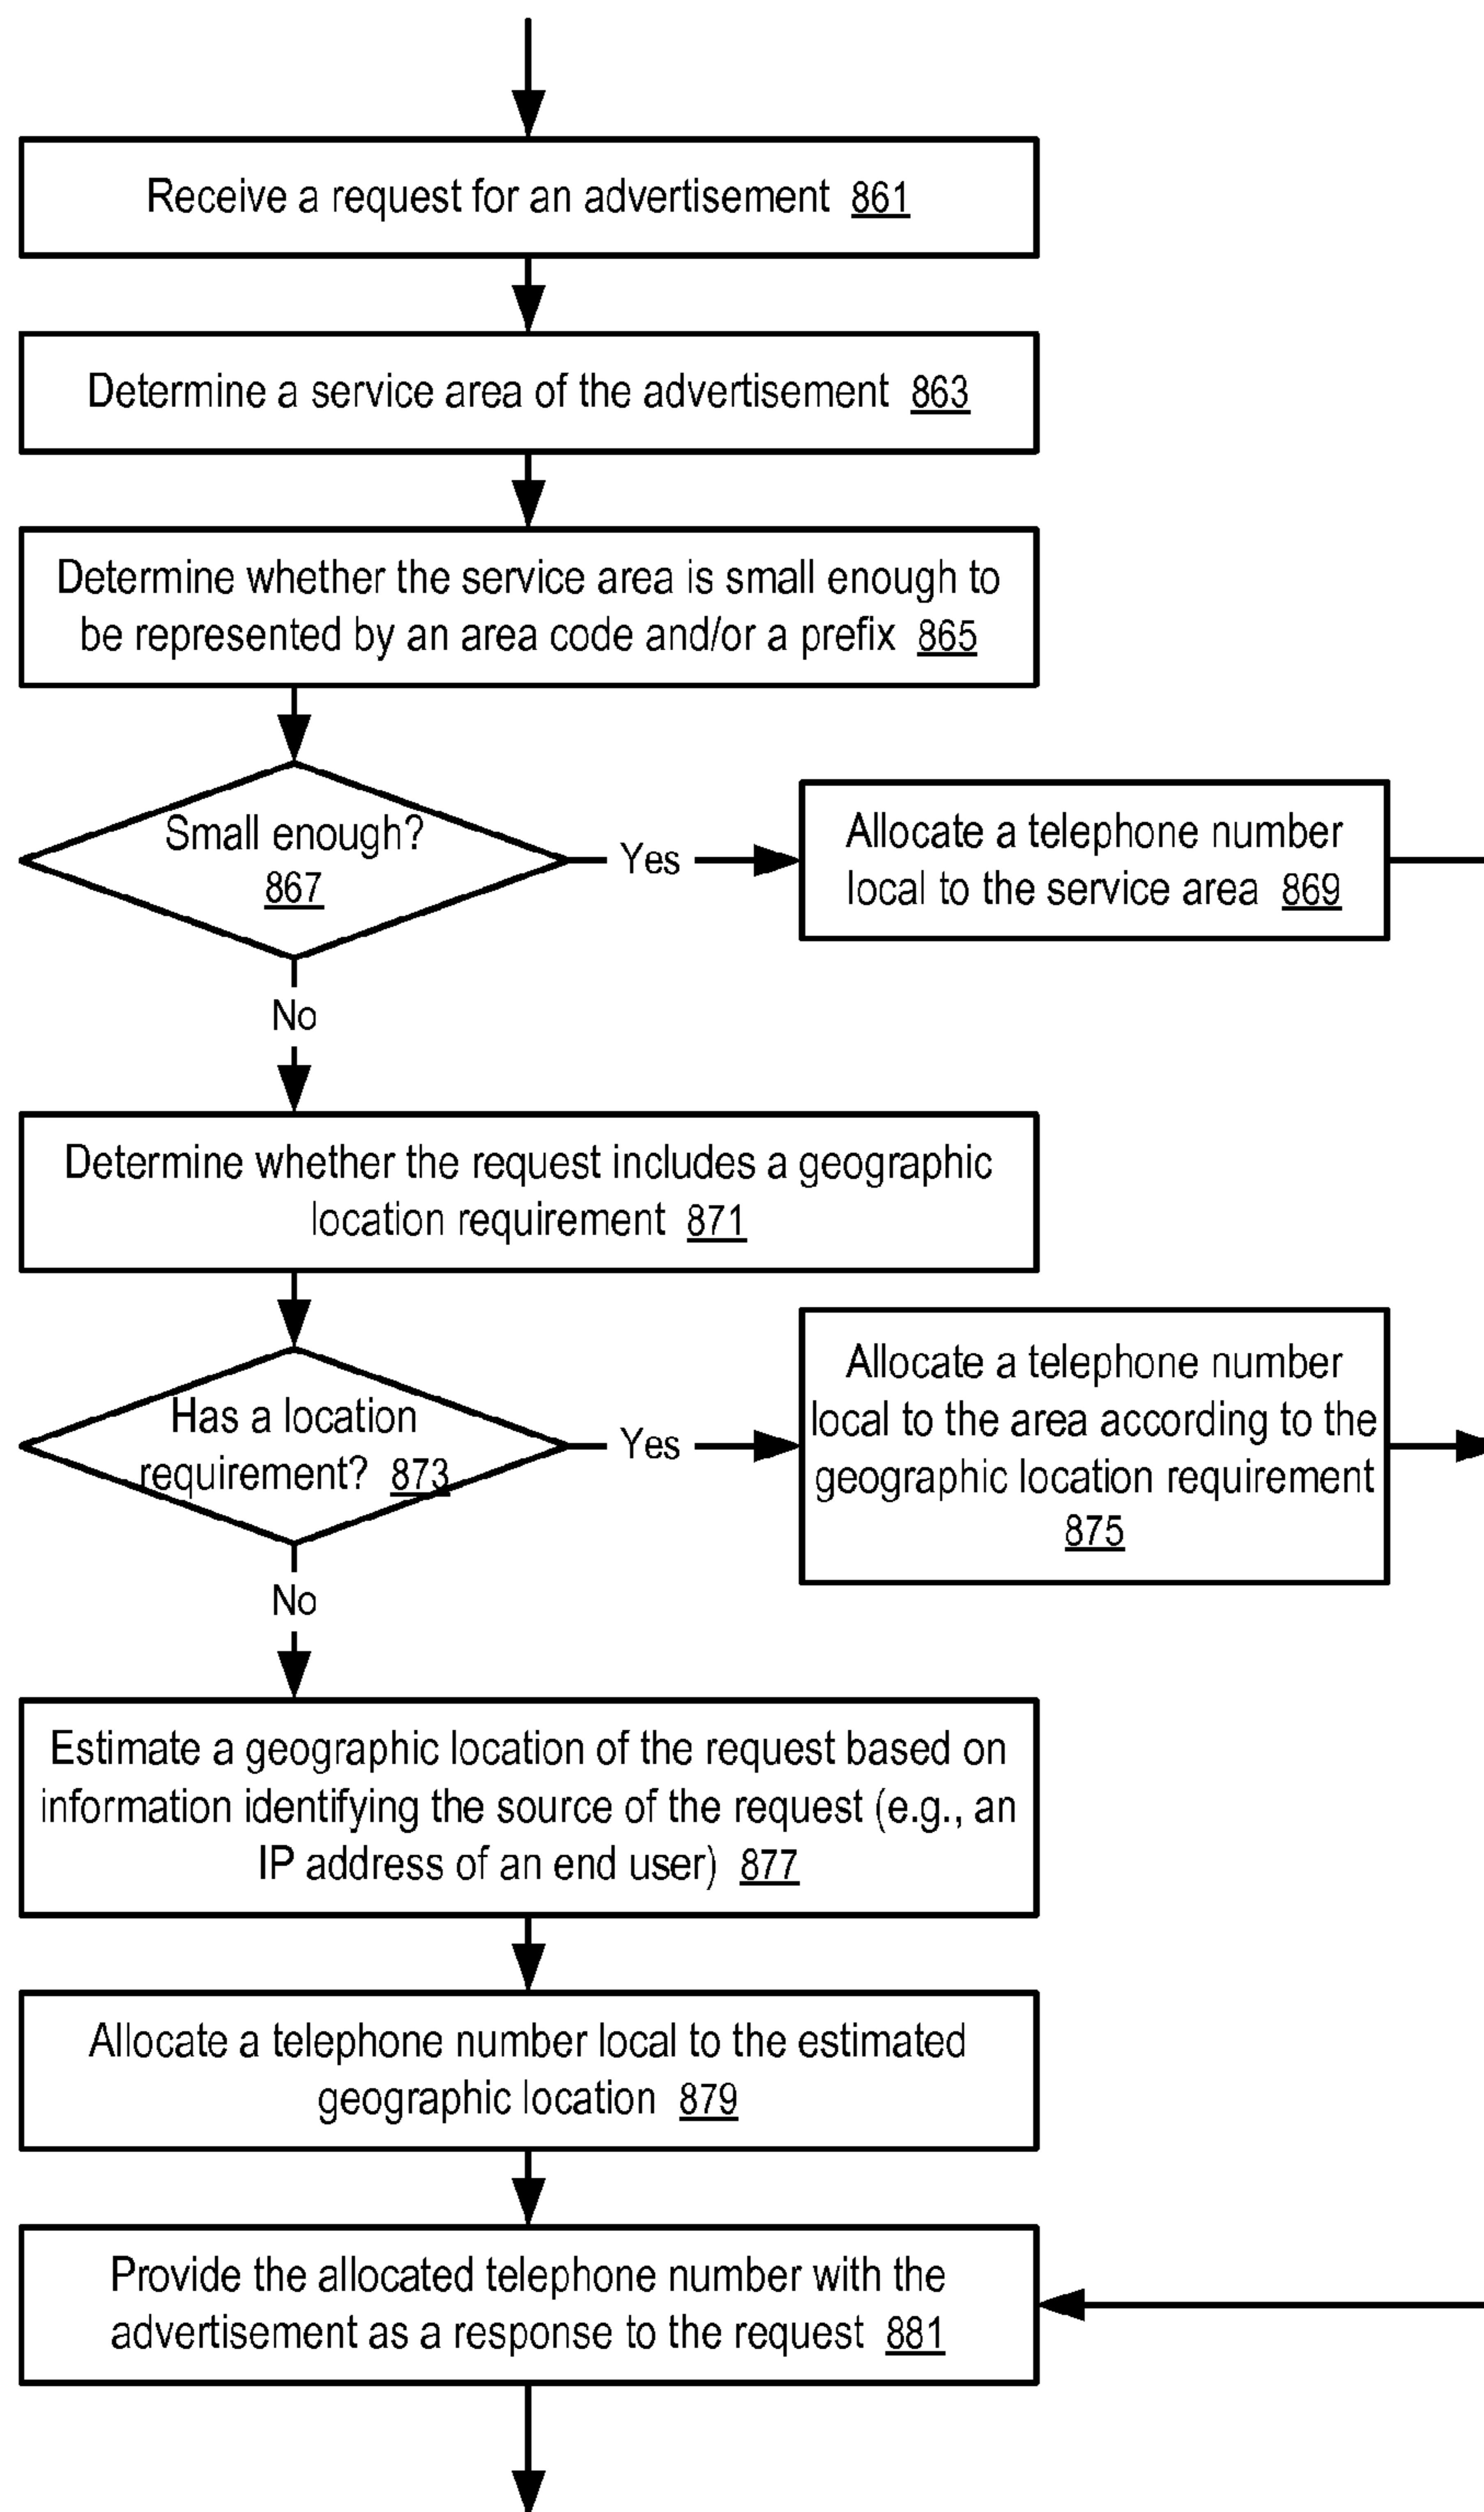 Receive a request for an advertisement 861
Determine a service area of the advertisement 863
Determine whether the service area is small enough to
be represented by an area code and/or a prefix 865
Small enough?
867
Yes
Allocate a telephone number
local to the service area 869
No
Determine whether the request includes a geographic
location requirement 871
Has a location
requirement? 873
Yes
Allocate a telephone number
local to the area according to the
geographic location requirement
875
No
Estimate a geographic location of the request based on
information identifying the source of the request (e.g., an
IP address of an end user) 877
Allocate a telephone number local to the estimated
geographic location 879
Provide the allocated telephone number with the
advertisement as a response to the request 881